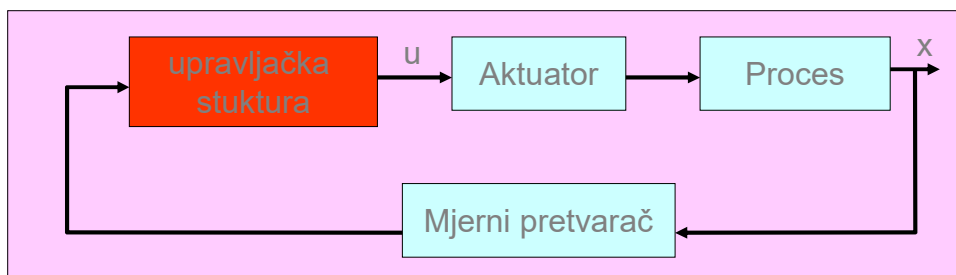 upravljačka
stuktura
u
Aktuator
Proces
x
Mjerni pretvarač